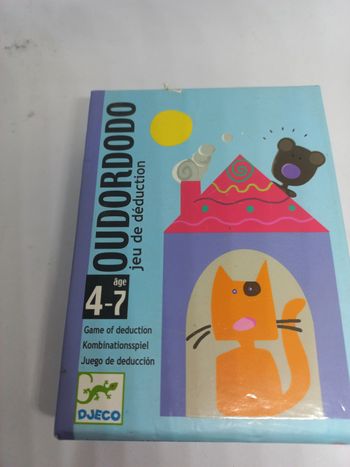 OUDORDODO
jeu de déduction
âge
4-7
Game of deduction
Kombinationsspiel
Juego de deducción
DJECO